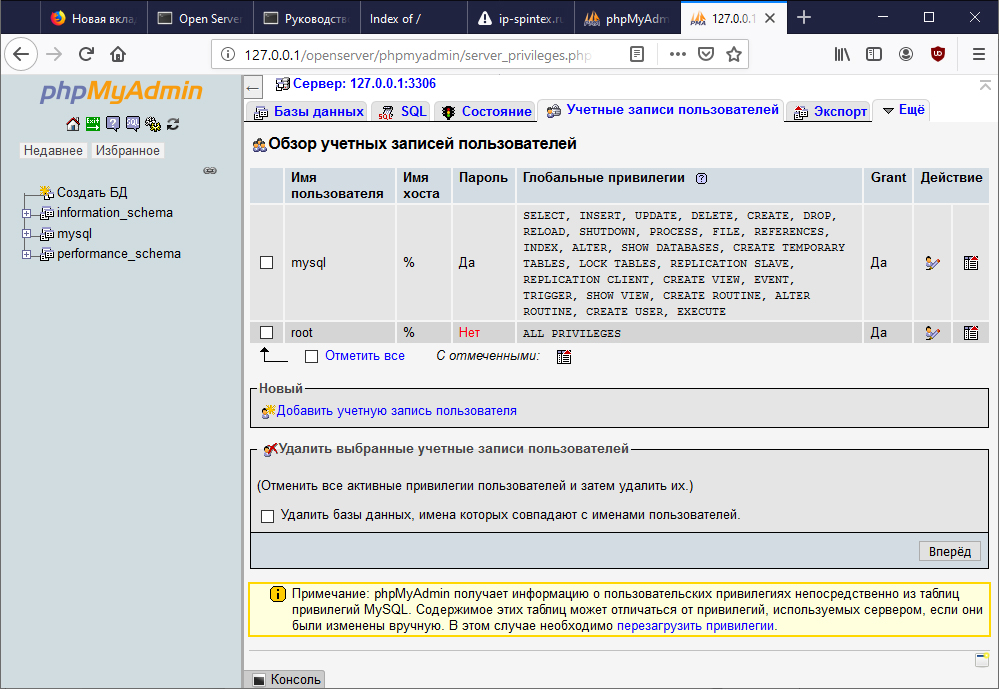 Новая вкла
Open Serve
Руководств
Index of /
ip-spintex.ru
phpMyAdm
127.0.0.1
127.0.0.1/openserver/phpmyadmin/server_privileges.php
phpMyAdmin
Недавнее Избранное
Создать БД
information_schema
mysql
performance_schema
Сервер: 127.0.0.1:3306
Базы данных SQL Состояние Учетные записи пользователей Экспорт Ещё
Обзор учетных записей пользователей
Имя пользователя Имя хоста Пароль Глобальные привилегии Grant Действие
mysql % Да
SELECT, INSERT, UPDATE, DELETE, CREATE, DROP,
RELOAD, SHUTDOWN, PROCESS, FILE, REFERENCES,
INDEX, ALTER, SHOW DATABASES, CREATE TEMPORARY
TABLES, LOCK TABLES, REPLICATION SLAVE,
REPLICATION CLIENT, CREATE VIEW, EVENT,
TRIGGER, SHOW VIEW, CREATE ROUTINE, ALTER
ROUTINE, CREATE USER, EXECUTE
Да
root % Нет ALL PRIVILEGES Да
Отметить все С отмеченными:
Новый
Добавить учетную запись пользователя
Удалить выбранные учетные записи пользователей
(Отменить все активные привилегии пользователей и затем удалить их.)
Удалить базы данных, имена которых совпадают с именами пользователей.
Вперёд
Примечание: phpMyAdmin получает информацию о пользовательских привилегиях непосредственно из таблиц
привилегий MySQL. Содержимое этих таблиц может отличаться от привилегий, используемых сервером, если они
были изменены вручную. В этом случае необходимо перезагрузить привилегии.
Консоль